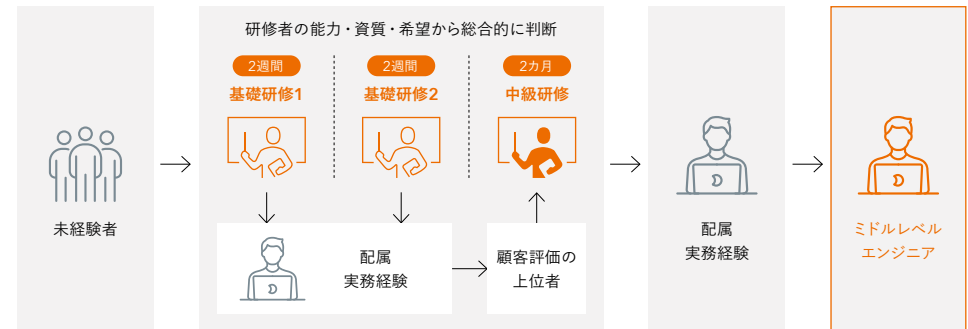 未経験者
研修者の能力・資質・希望から総合的に判断
2週間
基礎研修1
2週間
基礎研修2
2カ月
中級研修
配属
実務経験
顧客評価の
上位者
配属
実務経験
ミドルレベル
エンジニア